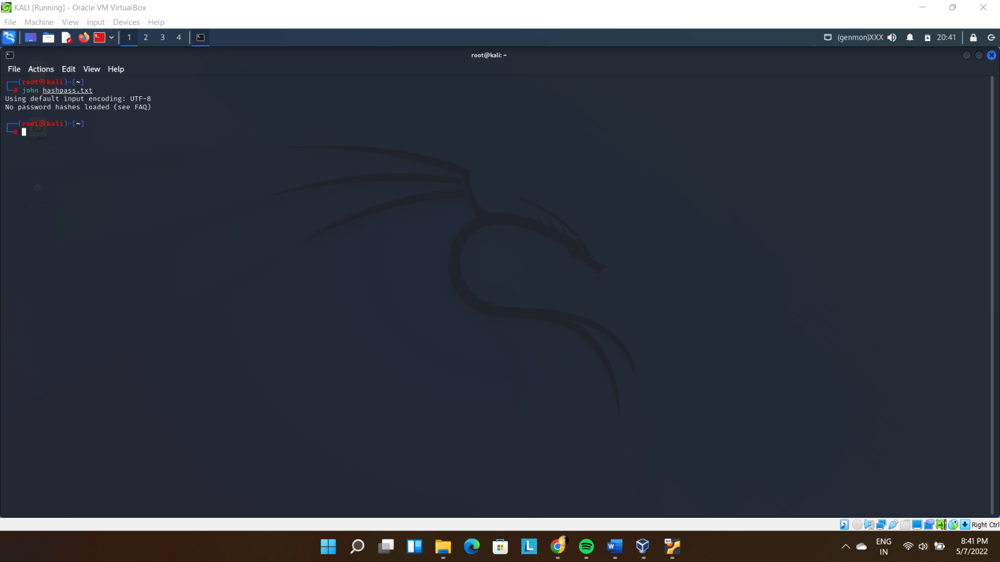 KALI [Running] - Oracle VM VirtualBox
File Machine View Input Devices Help
1 2 3 4 (genmon)XXX 20:41
root@kali: ~
File Actions Edit View Help
┌──(root㉿kali)-[~]
└─# john hashpass.txt
Using default input encoding: UTF-8
No password hashes loaded (see FAQ)
┌──(root㉿kali)-[~]
└─#
Home
Right Ctrl
ENG
IN
8:41 PM
5/7/2022